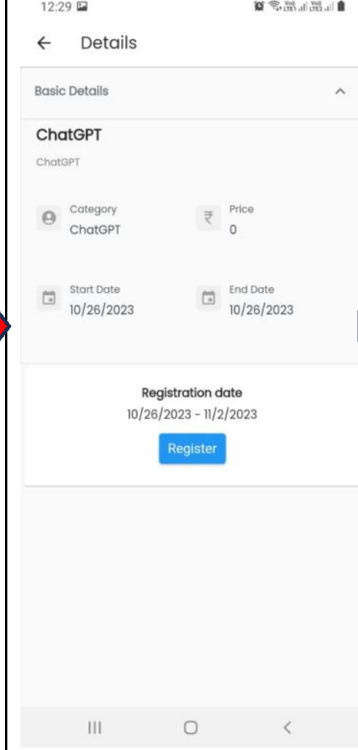 12:29
Details
Basic Details
ChatGPT
ChatGPT
Category
ChatGPT
₹ Price
0
Start Date
10/26/2023
End Date
10/26/2023
Registration date
10/26/2023 - 11/2/2023
Register